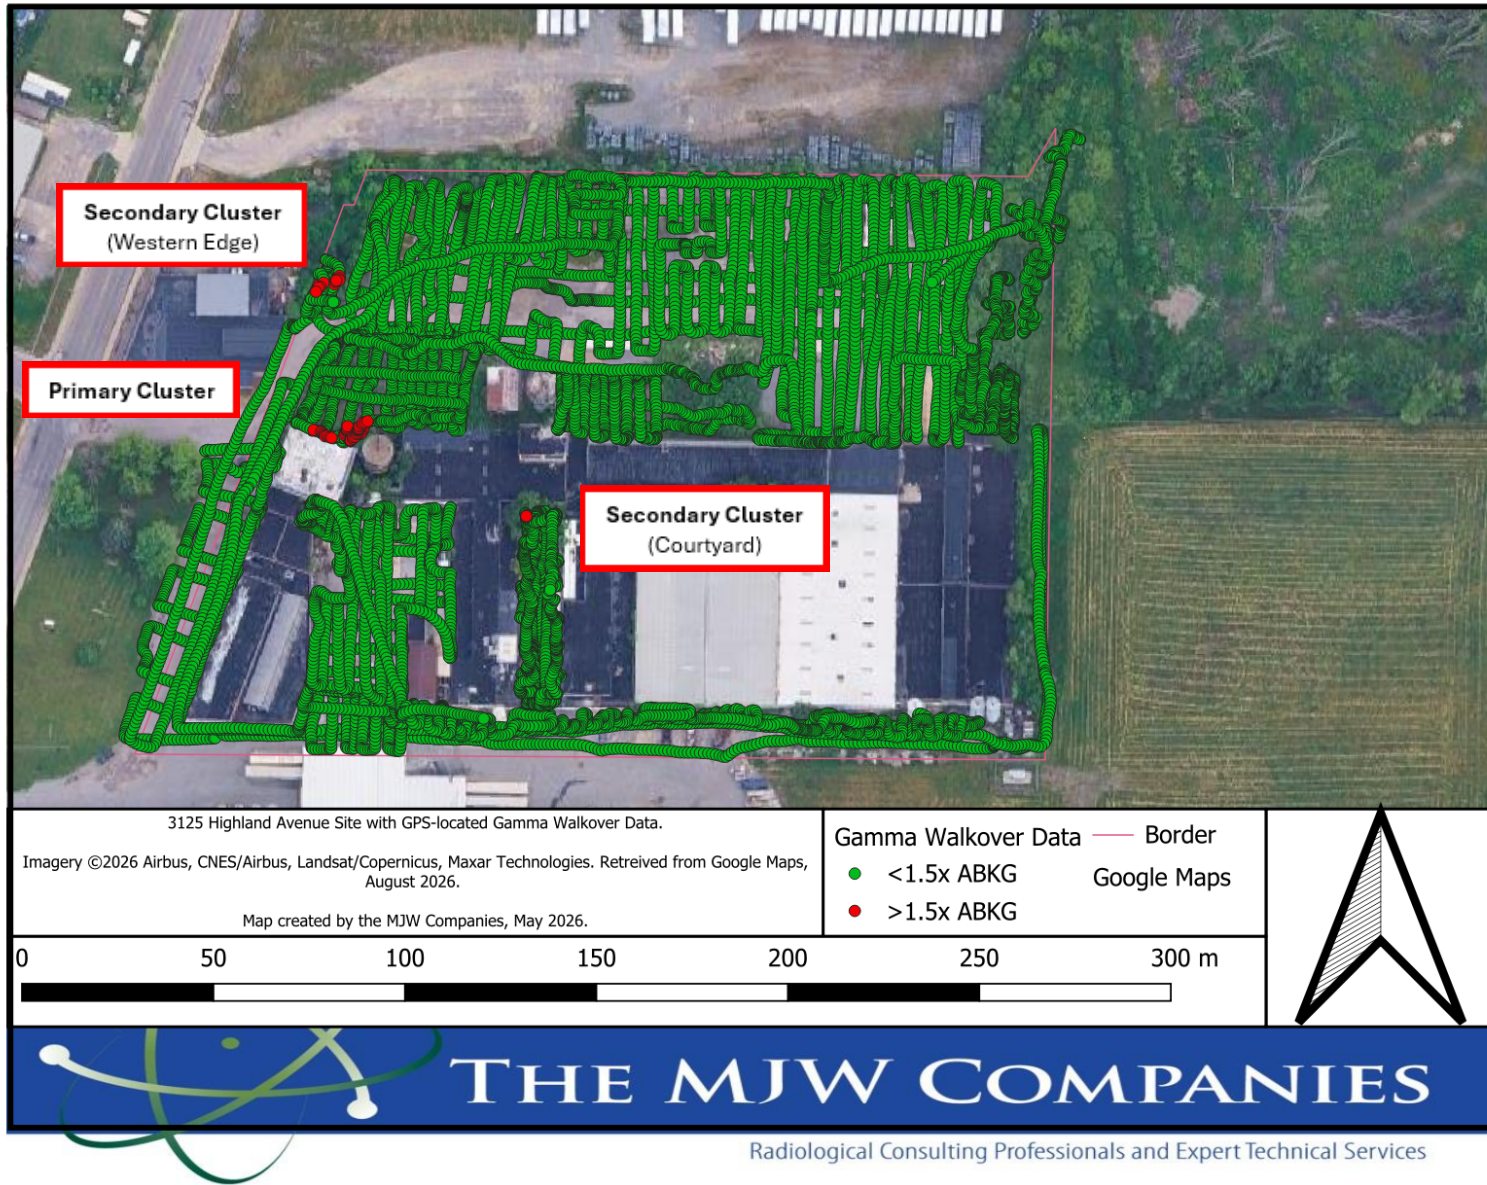 Secondary Cluster
(Western Edge)
Primary Cluster
Secondary Cluster
(Courtyard)
3125 Highland Avenue Site with GPS-located Gamma Walkover Data.
Imagery ©2026 Airbus, CNES/Airbus, Landsat/Copernicus, Maxar Technologies. Retreived from Google Maps,
August 2026.
Map created by the MJW Companies, May 2026.
Gamma Walkover Data
<1.5x ABKG
>1.5x ABKG
Border
Google Maps
0 50 100 150 200 250 300 m
THE MJW COMPANIES
Radiological Consulting Professionals and Expert Technical Services